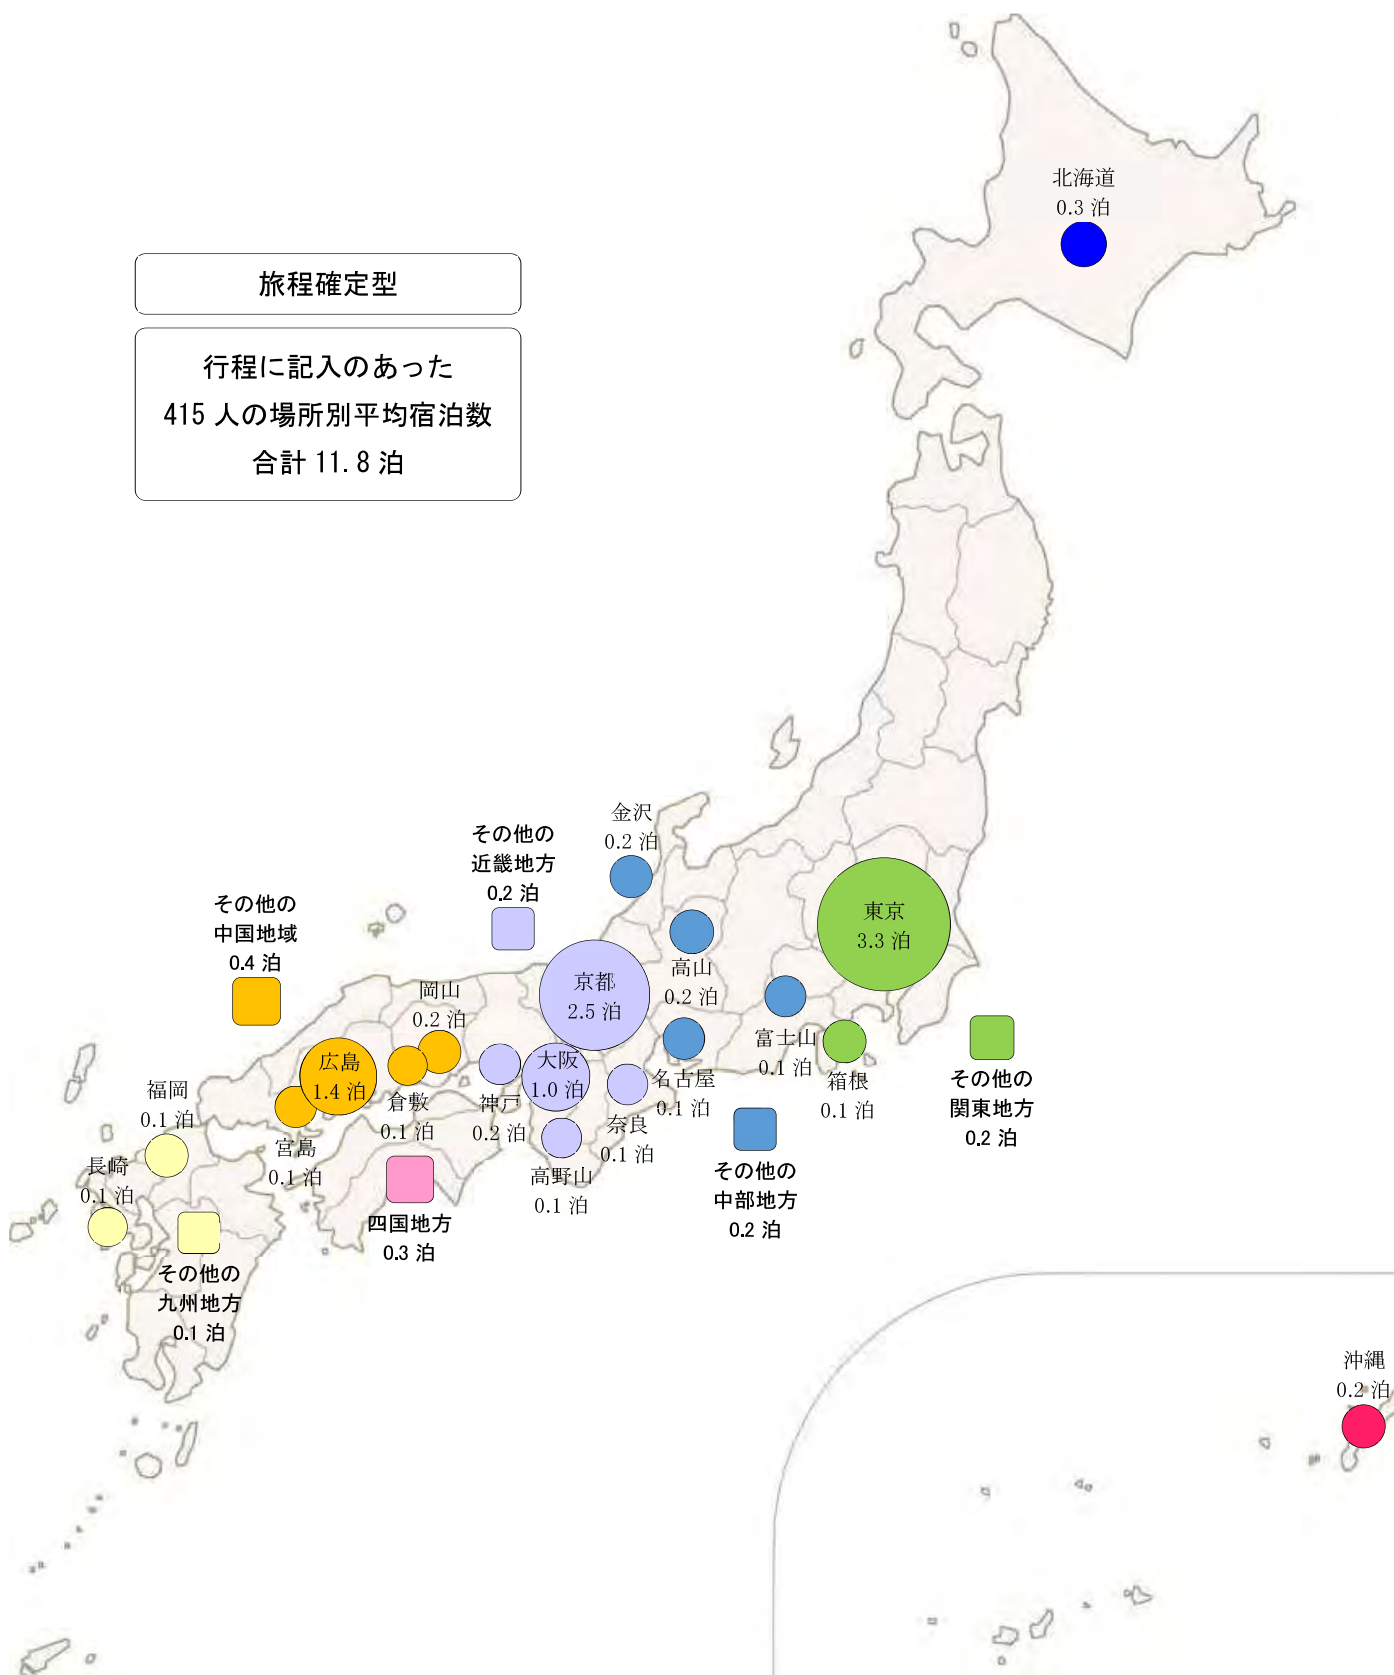 北海道
0.3 泊
旅程確定型
行程に記入のあった
415 人の場所別平均宿泊数
合計 11.8 泊
金沢
0.2 泊
その他の
近畿地方
0.2 泊
その他の
中国地域
0.4 泊
東京
3.3 泊
高山
0.2 泊
京都
2.5 泊
岡山
0.2 泊
富士山
0.1 泊
箱根
0.1 泊
その他の
関東地方
0.2 泊
広島
1.4 泊
大阪
1.0 泊
名古屋
0.1 泊
福岡
0.1 泊
倉敷
0.1 泊
神戸
0.2 泊
奈良
0.1 泊
宮島
0.1 泊
長崎
0.1 泊
高野山
0.1 泊
その他の
中部地方
0.2 泊
四国地方
0.3 泊
その他の
九州地方
0.1 泊
沖縄
0.2 泊